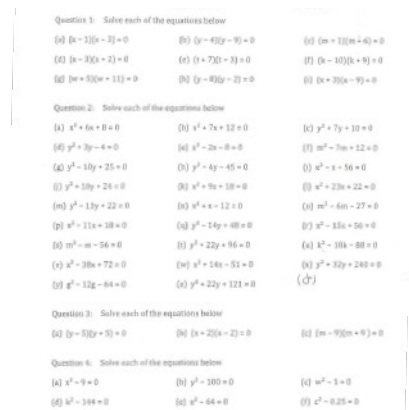 Question 1: Solve each of the equations below
(a) (x - 1)(x - 3) = 0 (b) (y - 4)(y - 9) = 0 (c) (m + 1)(m + 6) = 0
(d) (x - 3)(x + 2) = 0 (e) (t + 7)(t - 3) = 0 (f) (k - 10)(k + 9) = 0
(g) (w + 5)(w + 11) = 0 (h) (y - 8)(y - 2) = 0 (i) (x + 3)(x - 9) = 0
Question 2: Solve each of the equations below
(a) x² + 6x + 8 = 0 (b) x² + 7x + 12 = 0 (c) y² + 7y + 10 = 0
(d) y² + 3y - 4 = 0 (e) x² - 2x - 8 = 0 (f) m² - 7m + 12 = 0
(g) y² - 10y + 25 = 0 (h) y² - 4y - 45 = 0 (i) x² - x - 56 = 0
(j) y² + 10y + 24 = 0 (k) x² + 9x + 18 = 0 (l) x² + 23x + 22 = 0
(m) y² - 13y + 22 = 0 (n) x² + x - 12 = 0 (o) m² - 6m - 27 = 0
(p) x² - 11x + 18 = 0 (q) y² - 14y + 48 = 0 (r) x² - 15x + 56 = 0
(s) m² - m - 56 = 0 (t) y² + 22y + 96 = 0 (u) k² - 18k - 88 = 0
(v) x² - 38x + 72 = 0 (w) x² + 14x - 51 = 0 (x) y² + 32y + 240 = 0
(y) g² - 12g - 64 = 0 (z) y² + 22y + 121 = 0
Question 3: Solve each of the equations below
(a) (y - 5)(y + 5) = 0 (b) (x + 2)(x - 2) = 0 (c) (m - 9)(m + 9) = 0
Question 4: Solve each of the equations below
(a) x² - 9 = 0 (b) y² - 100 = 0 (c) w² - 1 = 0
(d) k² - 144 = 0 (e) x² - 64 = 0 (f) c² - 0.25 = 0